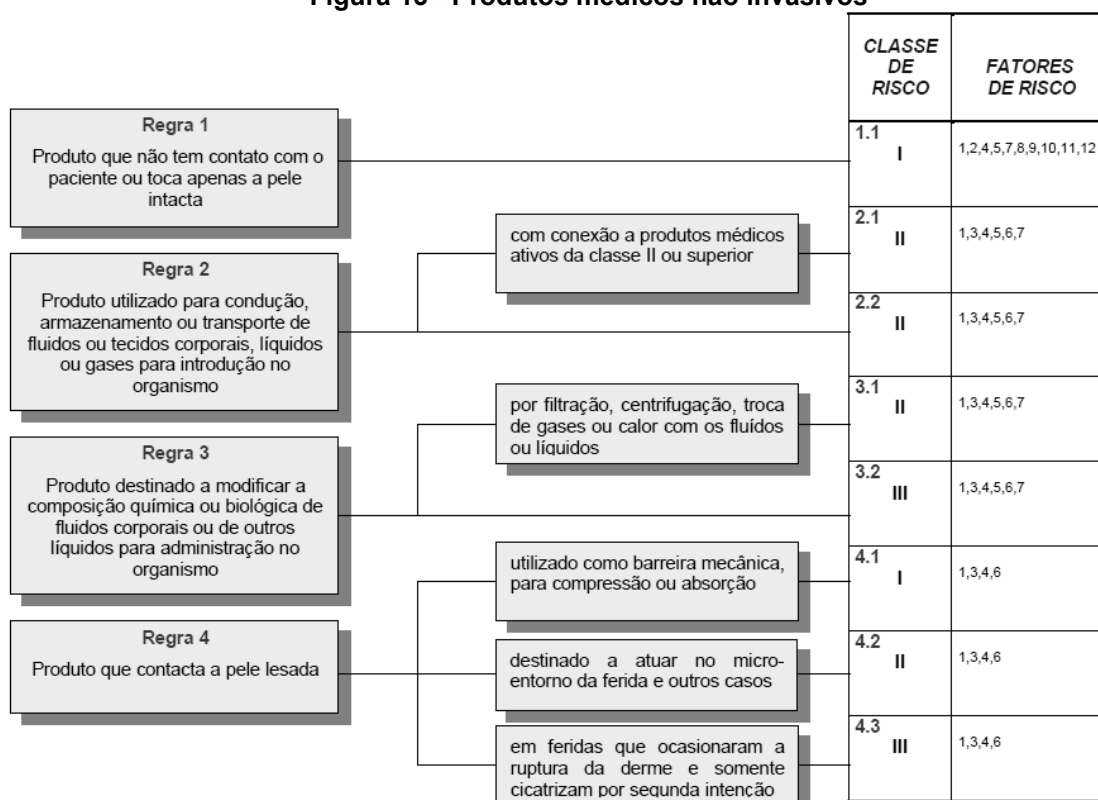 Figura 16 - Produtos médicos não invasivos
CLASSE
DE
RISCO
FATORES
DE RISCO
Regra 1
Produto que não tem contato com o
paciente ou toca apenas a pele
intacta
1.1
I
1,2,4,5,7,8,9,10,11,12
Regra 2
Produto utilizado para condução,
armazenamento ou transporte de
fluidos ou tecidos corporais, líquidos
ou gases para introdução no
organismo
com conexão a produtos médicos
ativos da classe II ou superior
2.1
II
1,3,4,5,6,7
2.2
II
1,3,4,5,6,7
Regra 3
Produto destinado a modificar a
composição química ou biológica de
fluidos corporais ou de outros
líquidos para administração no
organismo
por filtração, centrifugação, troca
de gases ou calor com os fluídos
ou líquidos
3.1
II
1,3,4,5,6,7
3.2
III
1,3,4,5,6,7
Regra 4
Produto que contacta a pele lesada
utilizado como barreira mecânica,
para compressão ou absorção
4.1
I
1,3,4,6
destinado a atuar no micro-
entorno da ferida e outros casos
4.2
II
1,3,4,6
em feridas que ocasionaram a
ruptura da derme e somente
cicatrizam por segunda intenção
4.3
III
1,3,4,6